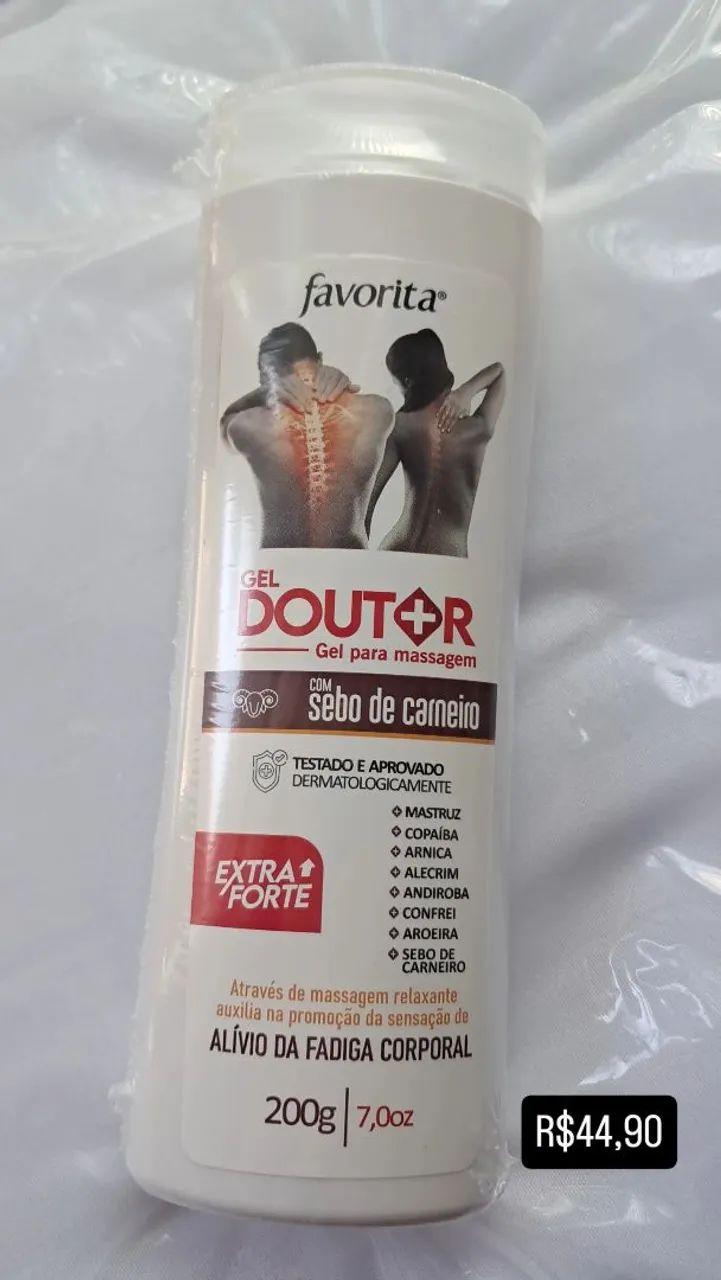 favorita®
GEL
DOUTOR
Gel para massagem
COM
sebo de carneiro
TESTADO E APROVADO
DERMATOLOGICAMENTE
MASTRUZ
COPAÍBA
ARNICA
ALECRIM
ANDIROBA
CONFREI
AROEIRA
SEBO DE
CARNEIRO
EXTRA
FORTE
Através de massagem relaxante
auxilia na promoção da sensação de
ALÍVIO DA FADIGA CORPORAL
200g | 7,0oz
R$44,90